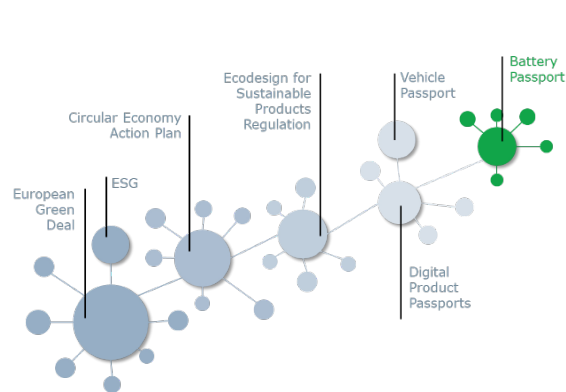 European
Green
Deal
ESG
Circular Economy
Action Plan
Ecodesign for
Sustainable
Products
Regulation
Vehicle
Passport
Digital
Product
Passports
Battery
Passport